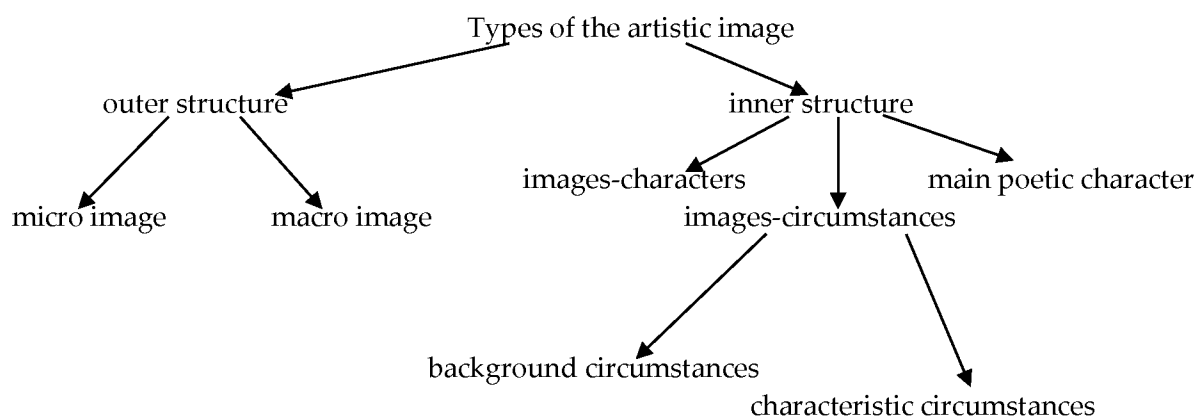 Types of the artistic image
outer structure
inner structure
images-characters
main poetic character
micro image
macro image
images-circumstances
background circumstances
characteristic circumstances